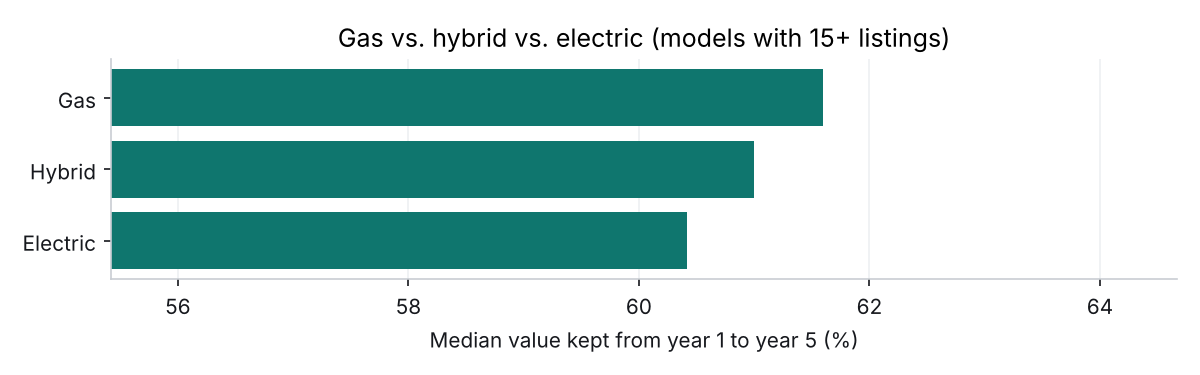 Gas vs. hybrid vs. electric (models with 15+ listings)
Gas
Hybrid
Electric
56 58 60 62 64
Median value kept from year 1 to year 5 (%)